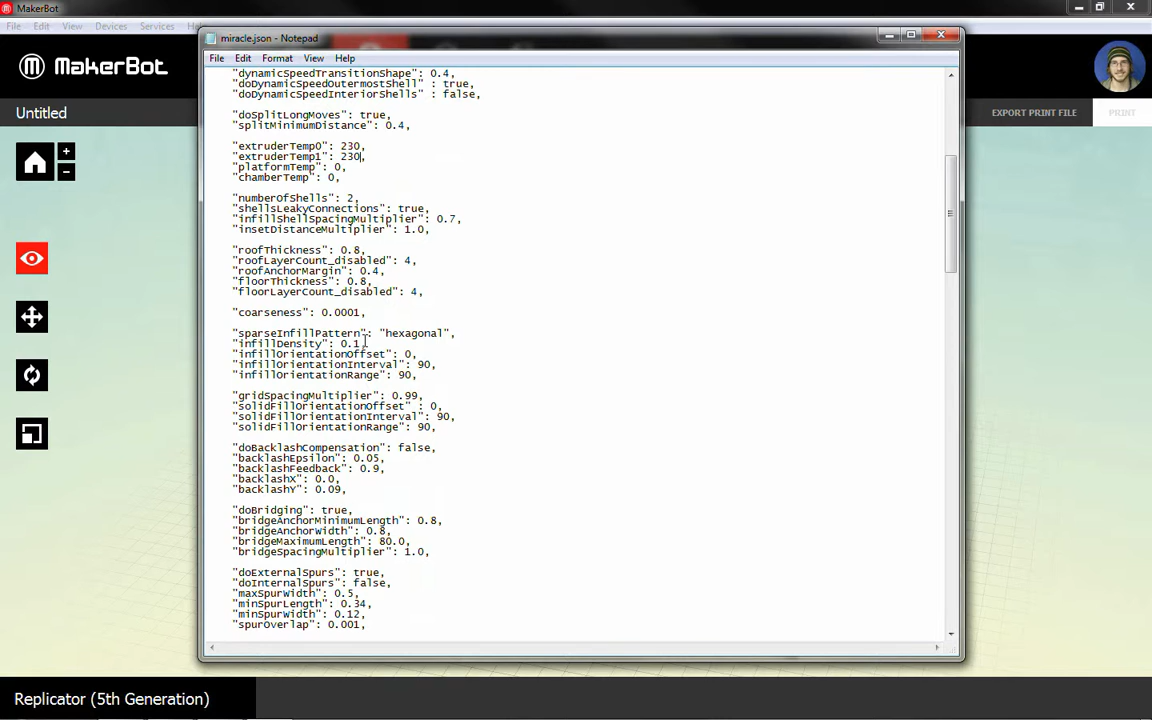 MakerBot
File Edit View Devices Services
MakerBot
Untitled
EXPORT PRINT FILE
PRINT
miracle.json - Notepad
File Edit Format View Help
"dynamicSpeedTransitionShape": 0.4,
"doDynamicSpeedOutermostShell" : true,
"doDynamicSpeedInteriorShells" : false,
"doSplitLongMoves": true,
"splitMinimumDistance": 0.4,
"extruderTemp0": 230,
"extruderTemp1": 230,
"platformTemp": 0,
"chamberTemp": 0,
"numberOfShells": 2,
"shellsLeakyConnections": true,
"infillShellSpacingMultiplier": 0.7,
"insetDistanceMultiplier": 1.0,
"roofThickness": 0.8,
"roofLayerCount_disabled": 4,
"roofAnchorMargin": 0.4,
"floorThickness": 0.8,
"floorLayerCount_disabled": 4,
"coarseness": 0.0001,
"sparseInfillPattern": "hexagonal",
"infillDensity": 0.1,
"infillOrientationOffset": 0,
"infillOrientationInterval": 90,
"infillOrientationRange": 90,
"gridSpacingMultiplier": 0.99,
"solidFillOrientationOffset" : 0,
"solidFillOrientationInterval": 90,
"solidFillOrientationRange": 90,
"doBacklashCompensation": false,
"backlashEpsilon": 0.05,
"backlashFeedback": 0.9,
"backlashX": 0.0,
"backlashY": 0.09,
"doBridging": true,
"bridgeAnchorMinimumLength": 0.8,
"bridgeAnchorWidth": 0.8,
"bridgeMaximumLength": 80.0,
"bridgeSpacingMultiplier": 1.0,
"doExternalSpurs": true,
"doInternalSpurs": false,
"maxSpurWidth": 0.5,
"minSpurLength": 0.34,
"minSpurWidth": 0.12,
"spurOverlap": 0.001,
Replicator (5th Generation)